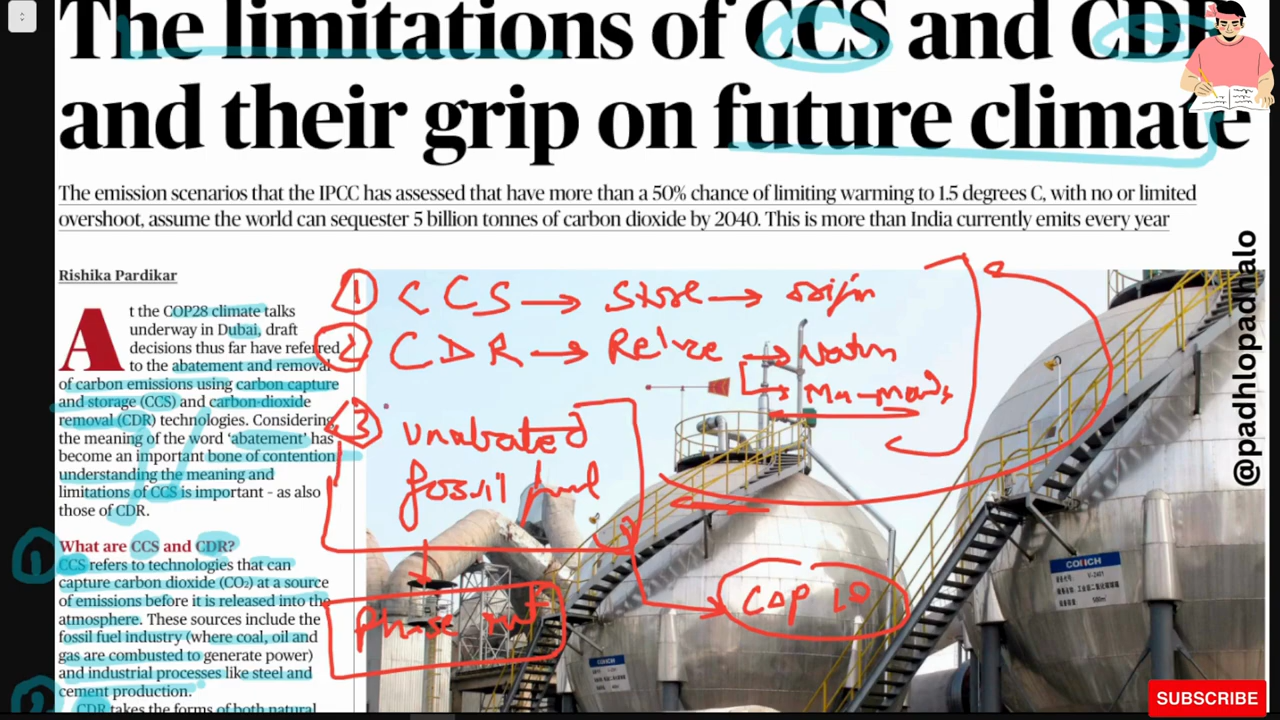 The limitations of CCS and CDR
and their grip on future climate
The emission scenarios that the IPCC has assessed that have more than a 50% chance of limiting warming to 1.5 degrees C, with no or limited
overshoot, assume the world can sequester 5 billion tonnes of carbon dioxide by 2040. This is more than India currently emits every year
Rishika Pardikar
At the COP28 climate talks
underway in Dubai, draft
decisions thus far have referred
to the abatement and removal
of carbon emissions using carbon capture
and storage (CCS) and carbon-dioxide
removal (CDR) technologies. Considering
the meaning of the word ‘abatement’ has
become an important bone of contention,
understanding the meaning and
limitations of CCS is important – as also
those of CDR.
What are CCS and CDR?
CCS refers to technologies that can
capture carbon dioxide (CO₂) at a source
of emissions before it is released into the
atmosphere. These sources include the
fossil fuel industry (where coal, oil and
gas are combusted to generate power)
and industrial processes like steel and
cement production.
CDR takes the forms of both natural
1 CCS → Store → origin
2 CDR →
3 unabated
fossil fuel
Phase out
COP 28
@padhlopadhalo
CONCH
V-2401
CONCH
SUBSCRIBE